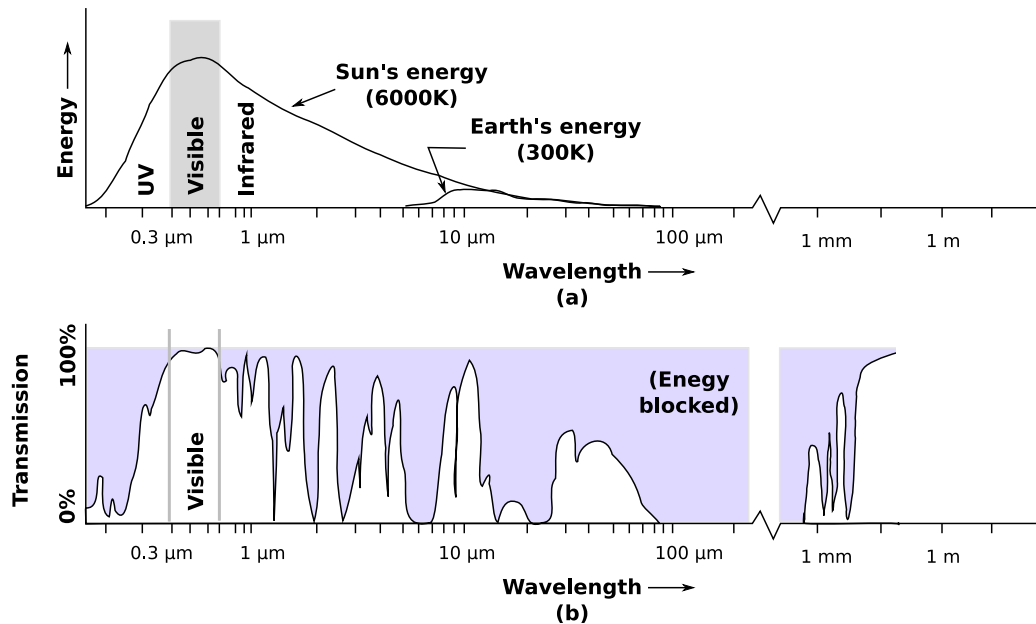 Energy
UV
Visible
Infrared
Sun's energy
(6000K)
Earth's energy
(300K)
0.3 µm
1 µm
10 µm
100 µm
1 mm
1 m
Wavelength
(a)
Transmission
100%
0%
Visible
(Enegy
blocked)
0.3 µm
1 µm
10 µm
100 µm
1 mm
1 m
Wavelength
(b)